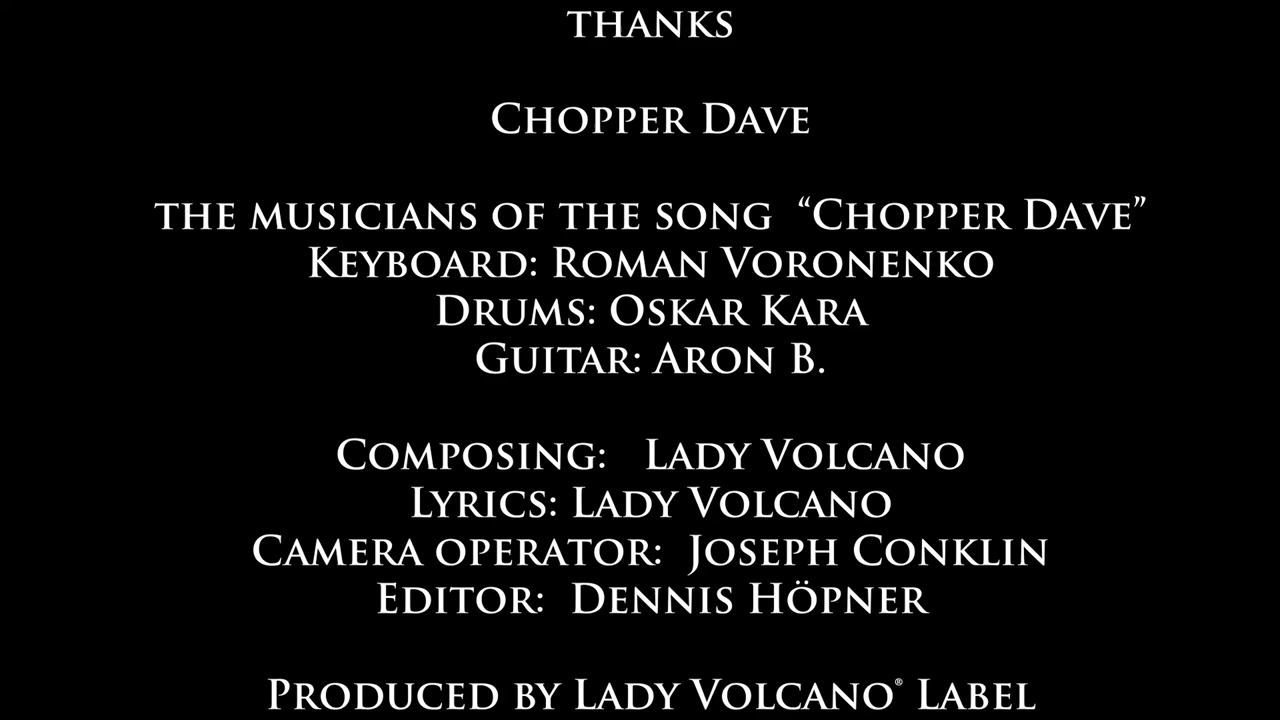 THANKS
CHOPPER DAVE
THE MUSICIANS OF THE SONG “CHOPPER DAVE”
KEYBOARD: ROMAN VORONENKO
DRUMS: OSKAR KARA
GUITAR: ARON B.
COMPOSING: LADY VOLCANO
LYRICS: LADY VOLCANO
CAMERA OPERATOR: JOSEPH CONKLIN
EDITOR: DENNIS HÖPNER
PRODUCED BY LADY VOLCANO® LABEL